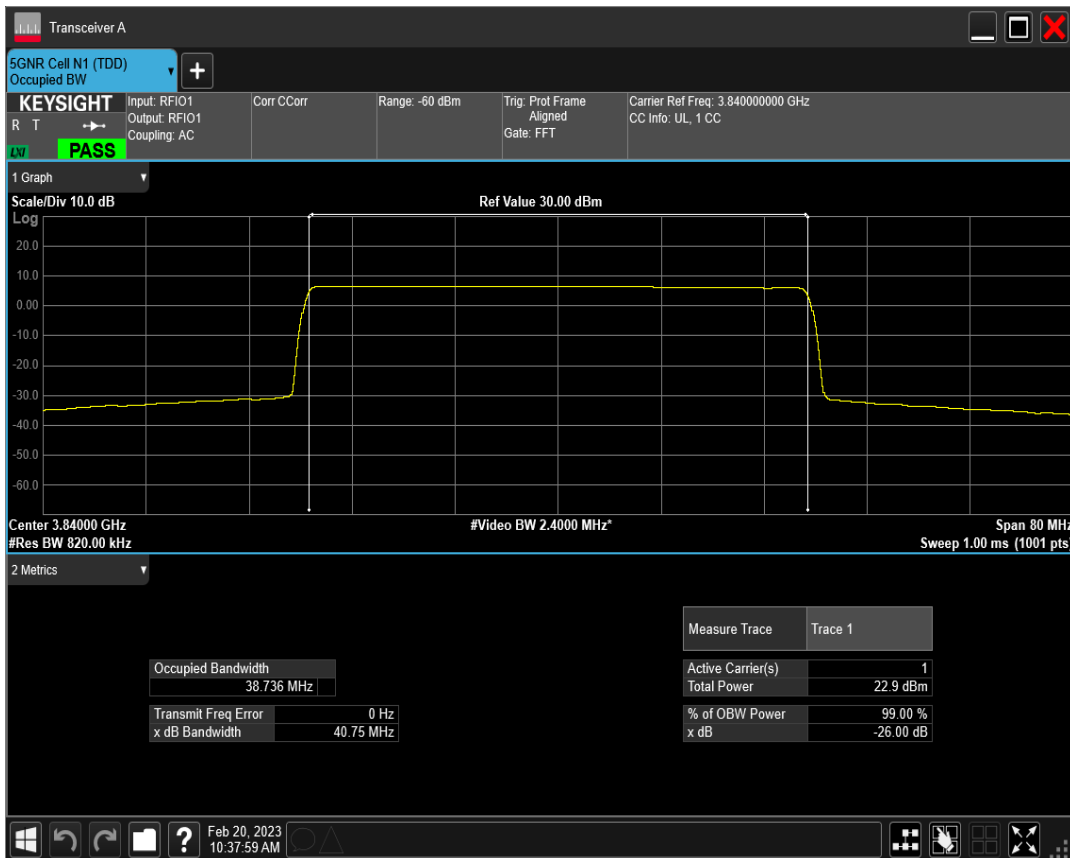 Transceiver A
5GNR Cell N1 (TDD)
Occupied BW
KEYSIGHT
R T
LXI
PASS
Input: RFIO1
Output: RFIO1
Coupling: AC
Corr CCorr
Range: -60 dBm
Trig: Prot Frame
Aligned
Gate: FFT
Carrier Ref Freq: 3.840000000 GHz
CC Info: UL, 1 CC
1 Graph
Scale/Div 10.0 dB
Ref Value 30.00 dBm
Log
20.0
10.0
0.00
-10.0
-20.0
-30.0
-40.0
-50.0
-60.0
Center 3.84000 GHz
#Video BW 2.4000 MHz*
Span 80 MHz
#Res BW 820.00 kHz
Sweep 1.00 ms (1001 pts)
2 Metrics
Measure Trace Trace 1
Occupied Bandwidth
38.736 MHz
Active Carrier(s) 1
Total Power 22.9 dBm
Transmit Freq Error 0 Hz
x dB Bandwidth 40.75 MHz
% of OBW Power 99.00 %
x dB -26.00 dB
Feb 20, 2023
10:37:59 AM